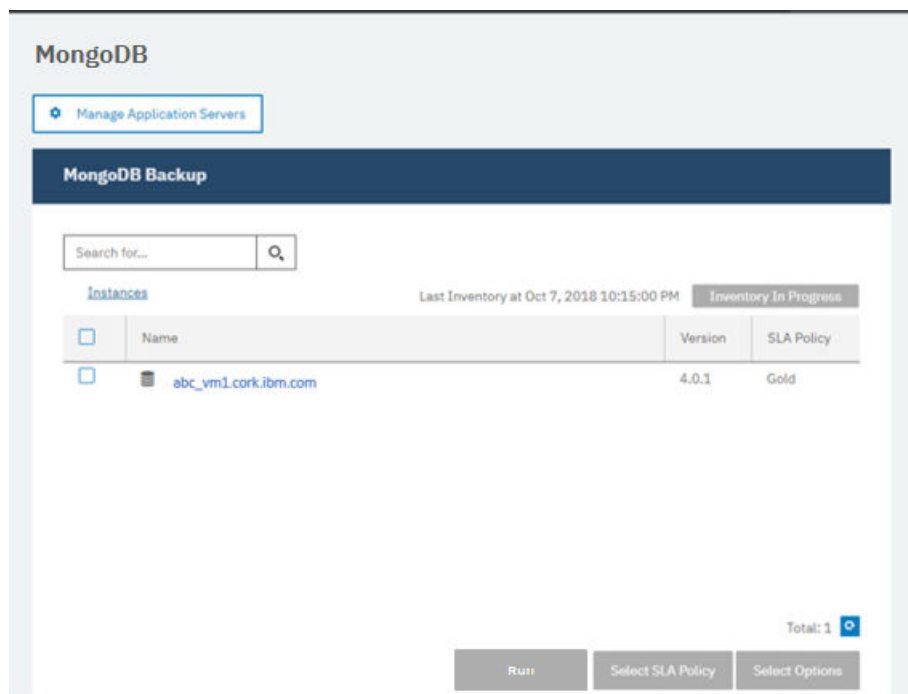 MongoDB
Manage Application Servers
MongoDB Backup
Search for...
Instances Last Inventory at Oct 7, 2018 10:15:00 PM Inventory In Progress
Name Version SLA Policy
abc_vm1.cork.ibm.com 4.0.1 Gold
Total: 1
Run Select SLA Policy Select Options